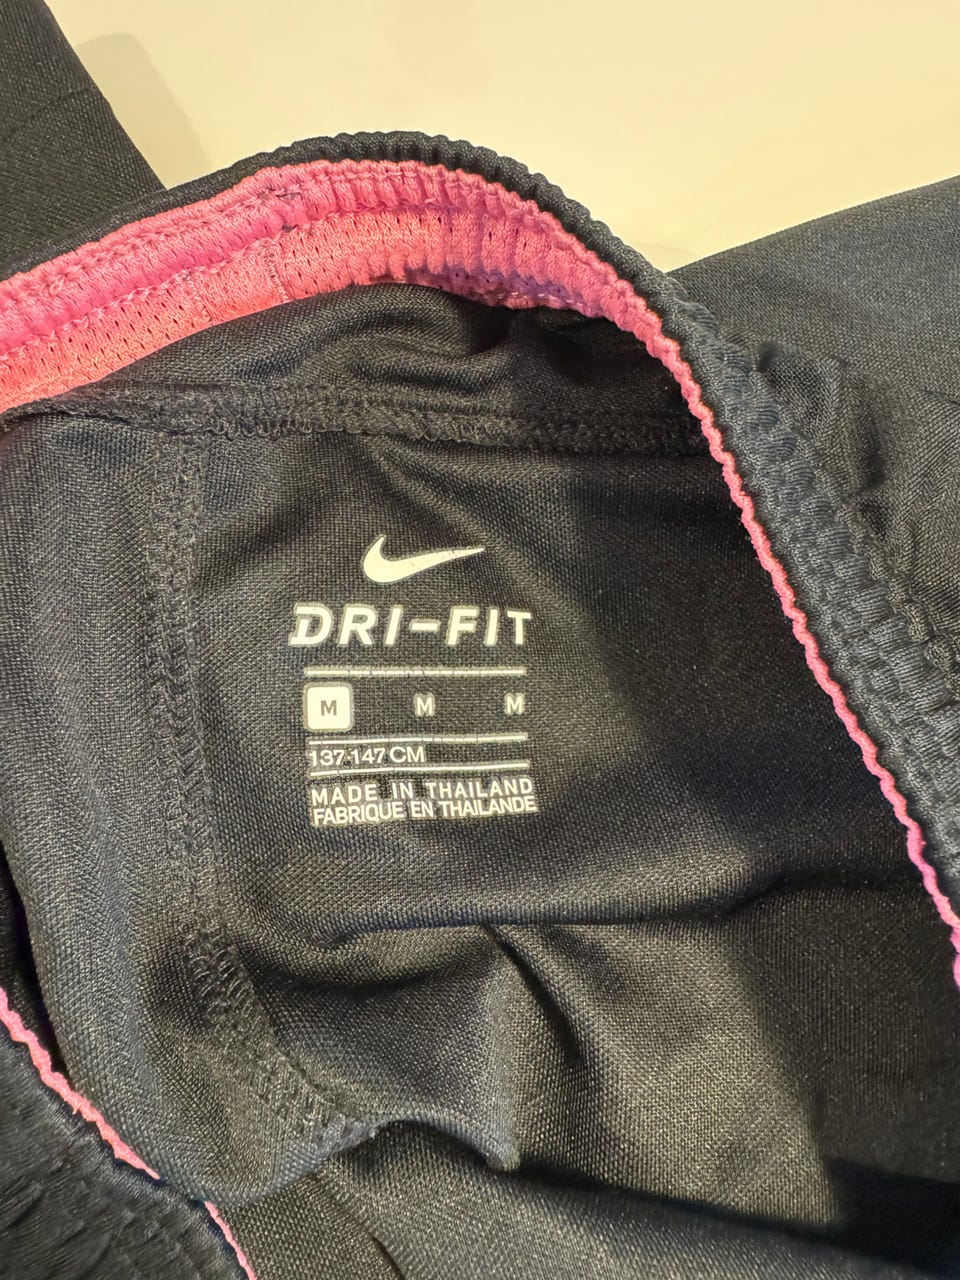 DRI-FIT
M M M
137-147 CM
MADE IN THAILAND
FABRIQUE EN THAILANDE